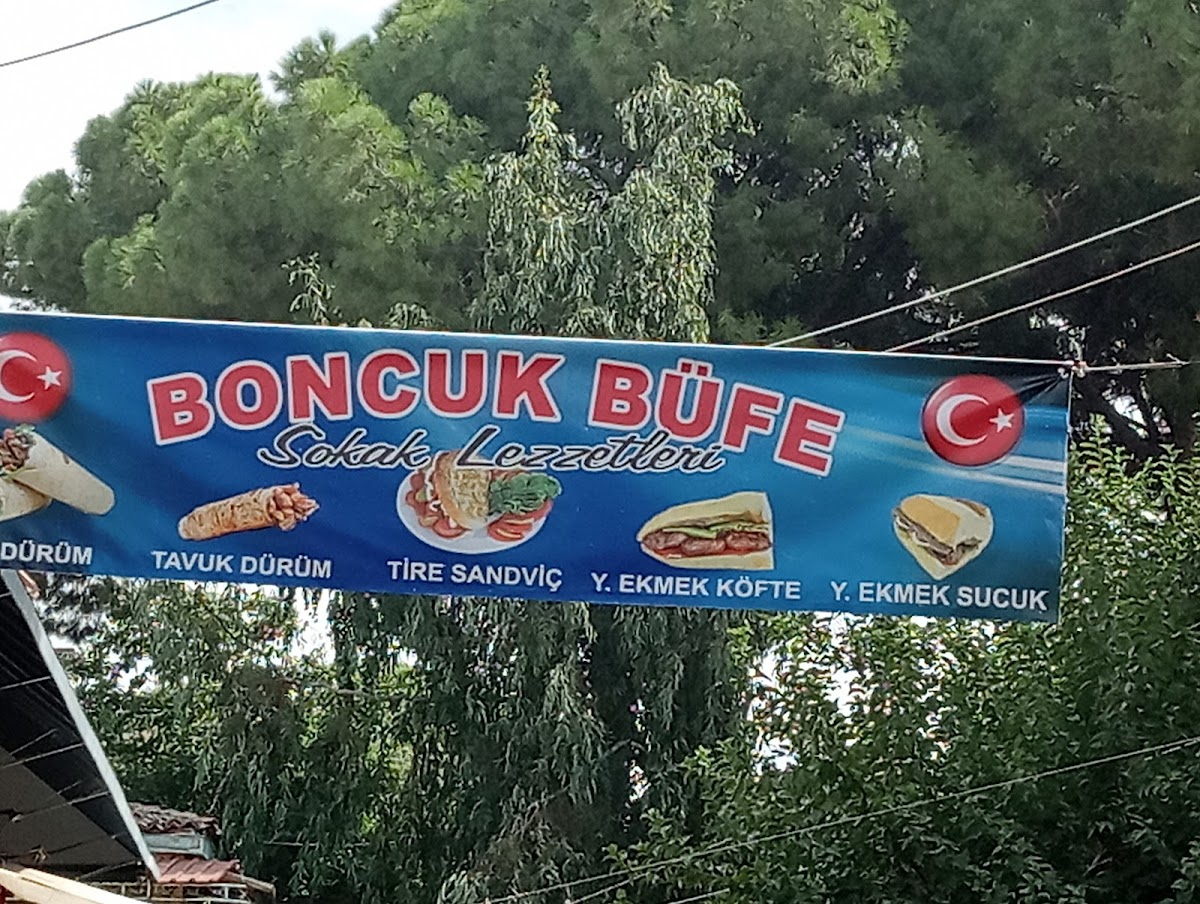 BONCUK BÜFE
Sokak Lezzetleri
DÜRÜM
TAVUK DÜRÜM
TİRE SANDVİÇ
Y. EKMEK KÖFTE
Y. EKMEK SUCUK